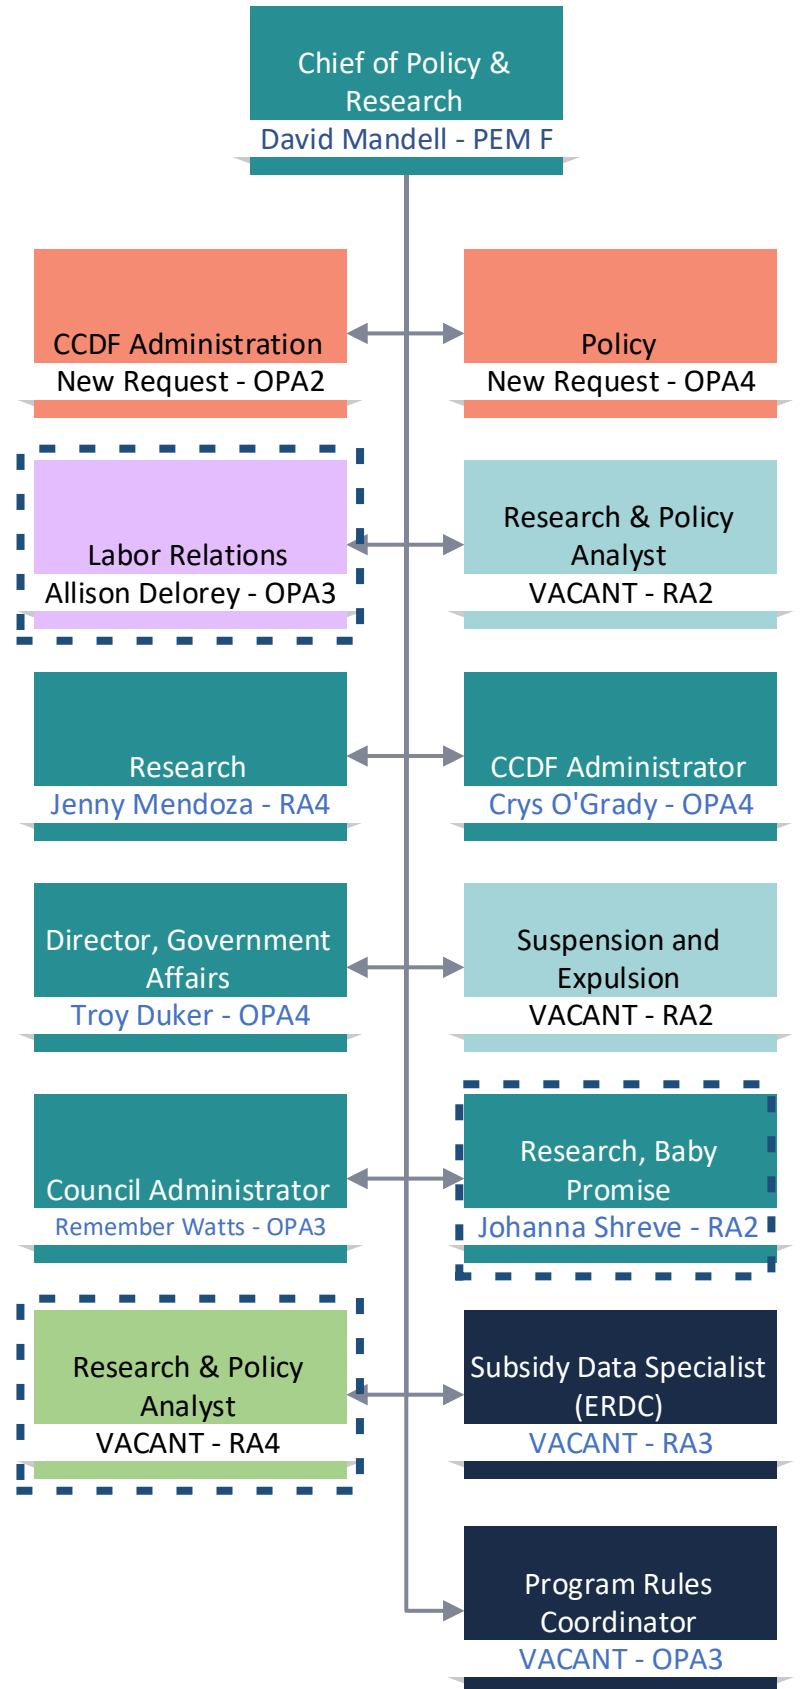 Chief of Policy &
Research
David Mandell - PEM F
CCDF Administration
New Request - OPA2
Policy
New Request - OPA4
Labor Relations
Allison Delorey - OPA3
Research & Policy
Analyst
VACANT - RA2
Research
Jenny Mendoza - RA4
CCDF Administrator
Crys O'Grady - OPA4
Director, Government
Affairs
Troy Duker - OPA4
Suspension and
Expulsion
VACANT - RA2
Council Administrator
Remember Watts - OPA3
Research, Baby
Promise
Johanna Shreve - RA2
Research & Policy
Analyst
VACANT - RA4
Subsidy Data Specialist
(ERDC)
VACANT - RA3
Program Rules
Coordinator
VACANT - OPA3